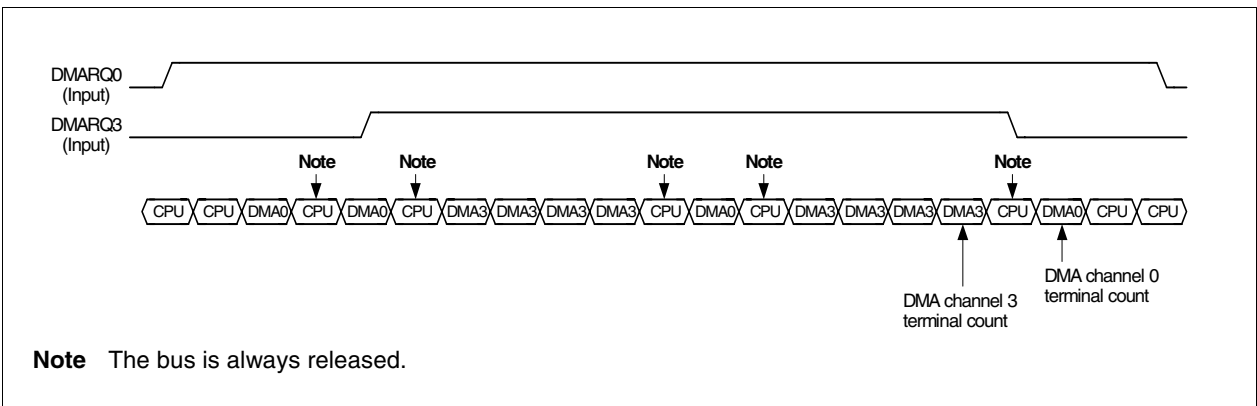 DMARQ0
(Input)
DMARQ3
(Input)
Note Note Note Note Note
CPU CPU DMA0 CPU DMA0 CPU DMA3 DMA3 DMA3 DMA3 CPU DMA0 CPU DMA3 DMA3 DMA3 DMA3 CPU DMA0 CPU CPU
DMA channel 3
terminal count
DMA channel 0
terminal count
Note The bus is always released.